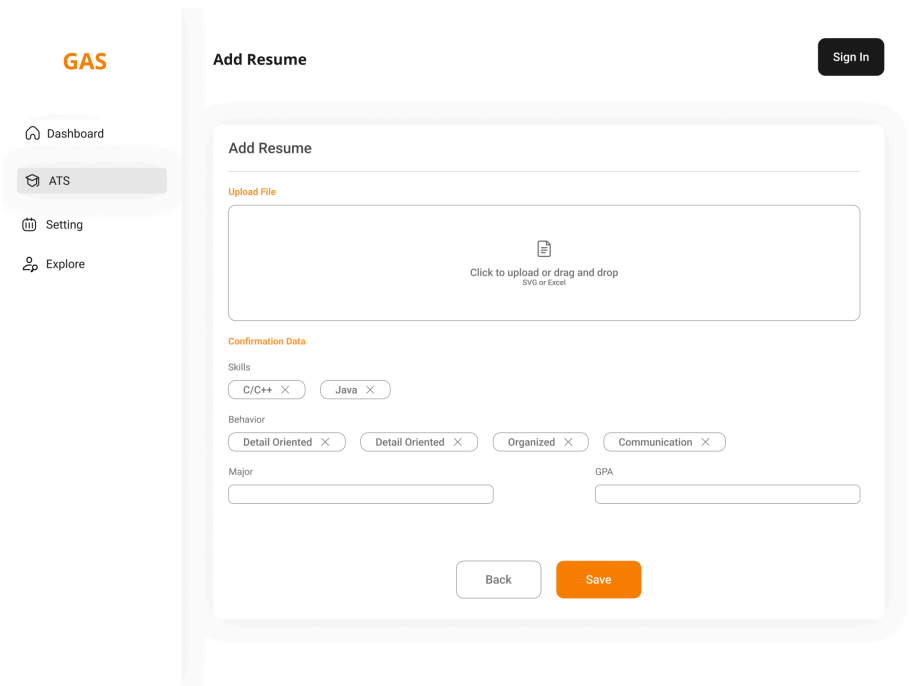 GAS
Add Resume
Sign In
Dashboard
ATS
Setting
Explore
Add Resume
Upload File
Click to upload or drag and drop
SVG or Excel
Confirmation Data
Skills
C/C++
Java
Behavior
Detail Oriented
Detail Oriented
Organized
Communication
Major
GPA
Back
Save